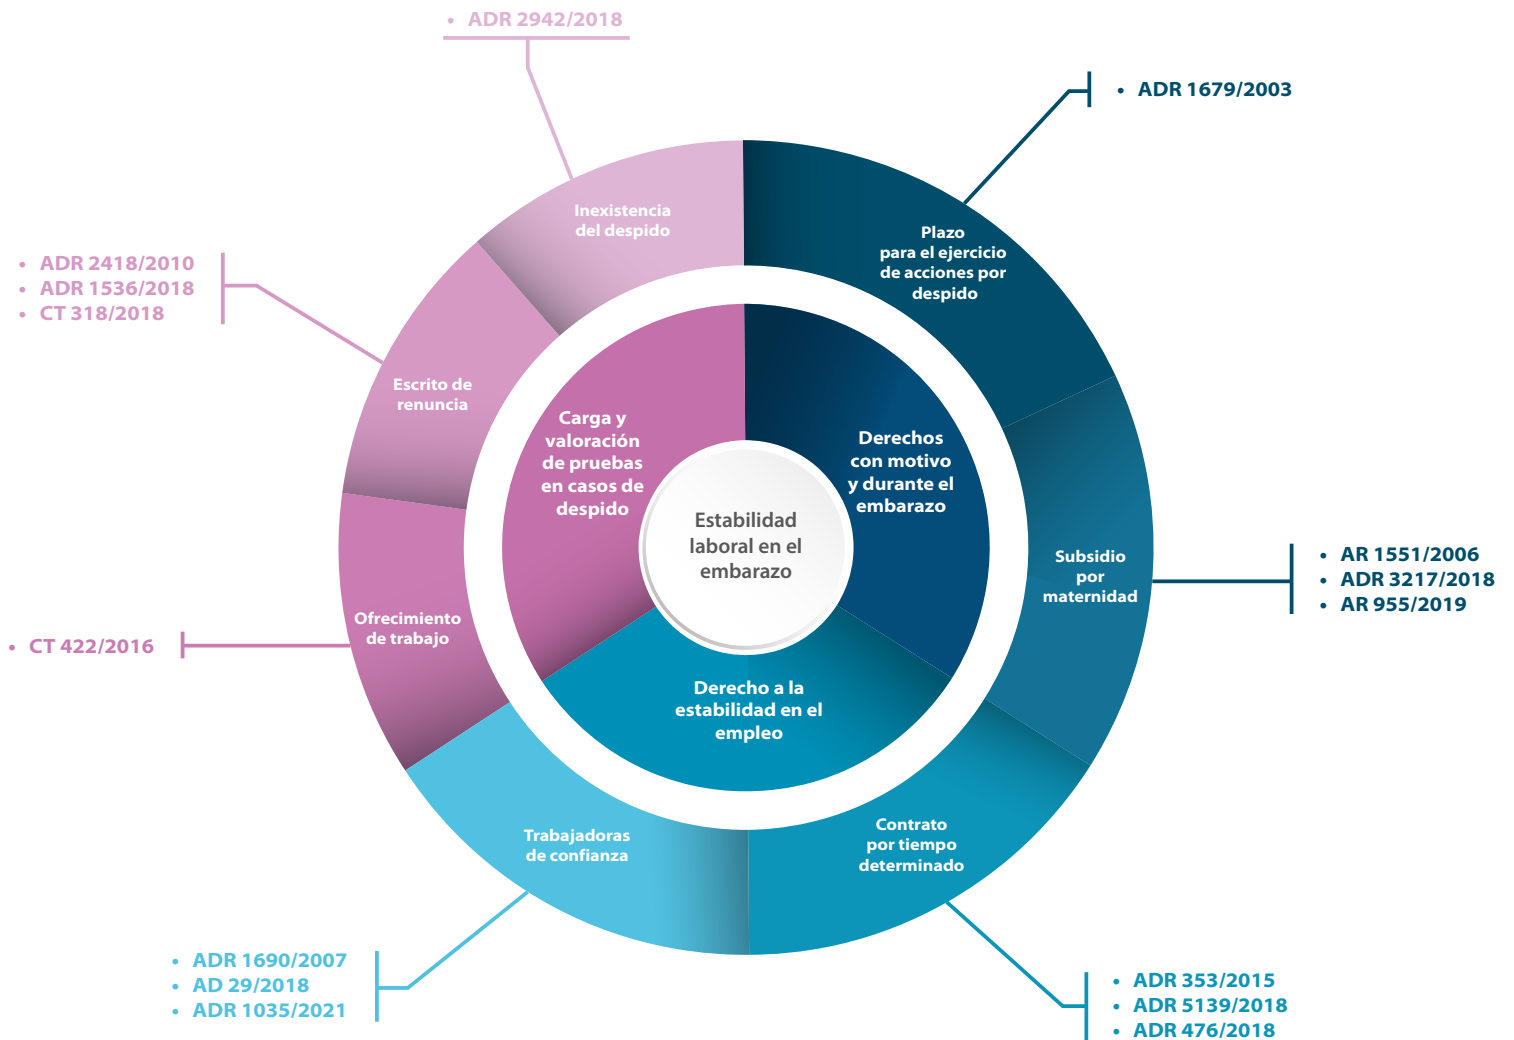 • ADR 2942/2018
• ADR 1679/2003
Inexistencia
del despido
Plazo
para el ejercicio
de acciones por
despido
• ADR 2418/2010
• ADR 1536/2018
• CT 318/2018
Escrito de
renuncia
Carga y
valoración
de pruebas
en casos de
despido
Derechos
con motivo
y durante el
embarazo
Estabilidad
laboral en el
embarazo
Subsidio
por
maternidad
• AR 1551/2006
• ADR 3217/2018
• AR 955/2019
Ofrecimiento
de trabajo
• CT 422/2016
Derecho a la
estabilidad en el
empleo
Trabajadoras
de confianza
Contrato
por tiempo
determinado
• ADR 1690/2007
• AD 29/2018
• ADR 1035/2021
• ADR 353/2015
• ADR 5139/2018
• ADR 476/2018